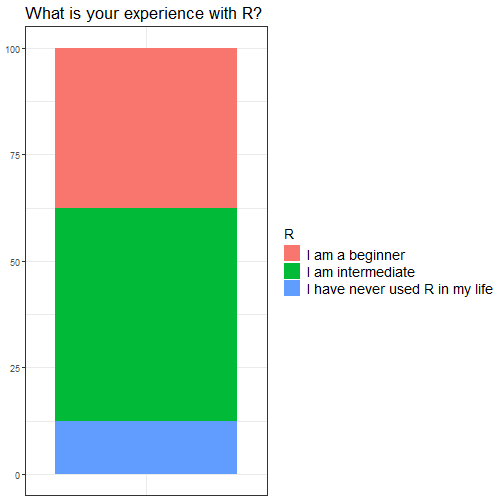 What is your experience with R?
100
75
50
25
0
R
I am a beginner
I am intermediate
I have never used R in my life